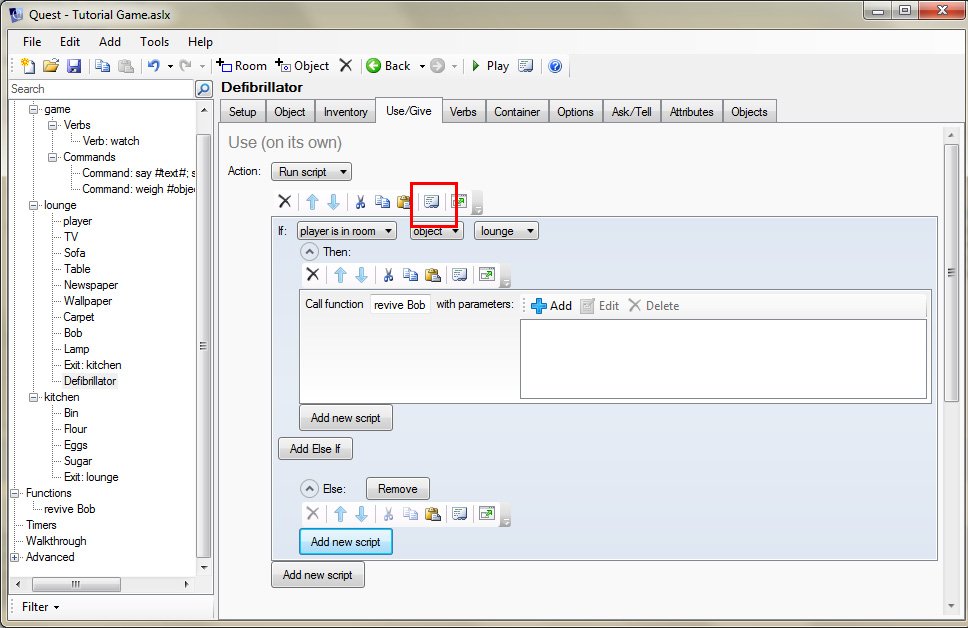 Quest - Tutorial Game.aslx
File Edit Add Tools Help
Room Object Back Play
Search
Defibrillator
Setup Object Inventory Use/Give Verbs Container Options Ask/Tell Attributes Objects
game
Verbs
Verb: watch
Commands
Command: say #text#; s
Command: weigh #objec
lounge
player
TV
Sofa
Table
Newspaper
Wallpaper
Carpet
Bob
Lamp
Exit: kitchen
Defibrillator
kitchen
Bin
Flour
Eggs
Sugar
Exit: lounge
Functions
revive Bob
Timers
Walkthrough
Advanced
Filter
Use (on its own)
Action: Run script
If: player is in room object lounge
Then:
Call function revive Bob with parameters: Add Edit Delete
Add new script
Add Else If
Else: Remove
Add new script
Add new script